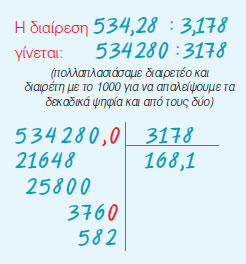 Η διαίρεση 534,28 : 3,178
γίνεται: 534280 : 3178
(πολλαπλασιάσαμε διαιρετέο και
διαιρέτη με το 1000 για να απαλείψουμε τα
δεκαδικά ψηφία και από τους δύο)
534280,0 3178
21648 168,1
25800
3760
582